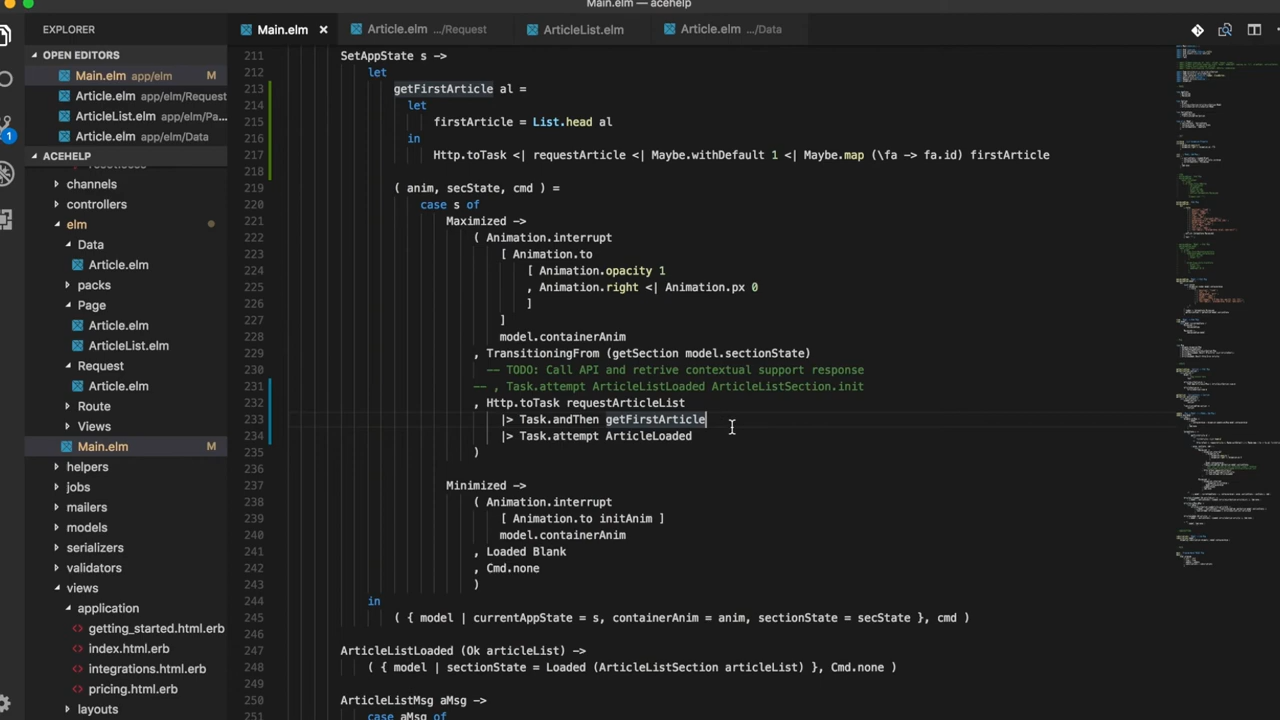 Main.elm — acehelp
EXPLORER
OPEN EDITORS
Main.elm app/elm M
Article.elm app/elm/Request
ArticleList.elm app/elm/Pa...
Article.elm app/elm/Data
1
ACEHELP
channels
controllers
elm
Data
Article.elm
packs
Page
Article.elm
ArticleList.elm
Request
Article.elm
Route
Views
Main.elm M
helpers
jobs
mailers
models
serializers
validators
views
application
getting_started.html.erb
index.html.erb
integrations.html.erb
pricing.html.erb
layouts
Main.elm
Article.elm .../Request
ArticleList.elm
Article.elm .../Data
211 SetAppState s ->
212 let
213 getFirstArticle al =
214 let
215 firstArticle = List.head al
216 in
217 Http.toTask <| requestArticle <| Maybe.withDefault 1 <| Maybe.map (\fa -> fa.id) firstArticle
218
219 ( anim, secState, cmd ) =
220 case s of
221 Maximized ->
222 ( Animation.interrupt
223 [ Animation.to
224 [ Animation.opacity 1
225 , Animation.right <| Animation.px 0
226 ]
227 ]
228 model.containerAnim
229 , TransitioningFrom (getSection model.sectionState)
230 -- TODO: Call API and retrive contextual support response
231 -- , Task.attempt ArticleListLoaded ArticleListSection.init
232 , Http.toTask requestArticleList
233 |> Task.andThen getFirstArticle
234 |> Task.attempt ArticleLoaded
235 )
236
237 Minimized ->
238 ( Animation.interrupt
239 [ Animation.to initAnim ]
240 model.containerAnim
241 , Loaded Blank
242 , Cmd.none
243 )
244 in
245 ( { model | currentAppState = s, containerAnim = anim, sectionState = secState }, cmd )
246
247 ArticleListLoaded (Ok articleList) ->
248 ( { model | sectionState = Loaded (ArticleListSection articleList) }, Cmd.none )
249
250 ArticleListMsg aMsg ->
251 case aMsg of